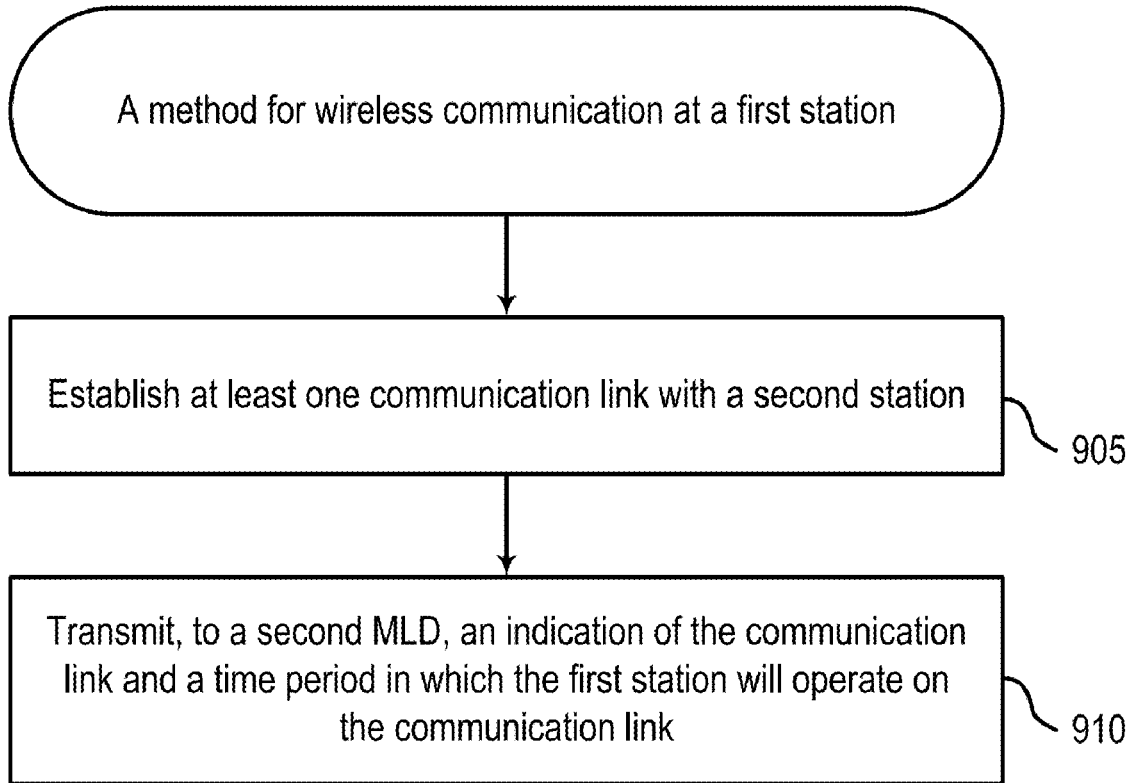 A method for wireless communication at a first station
Establish at least one communication link with a second station
905
Transmit, to a second MLD, an indication of the communication
link and a time period in which the first station will operate on
the communication link
910